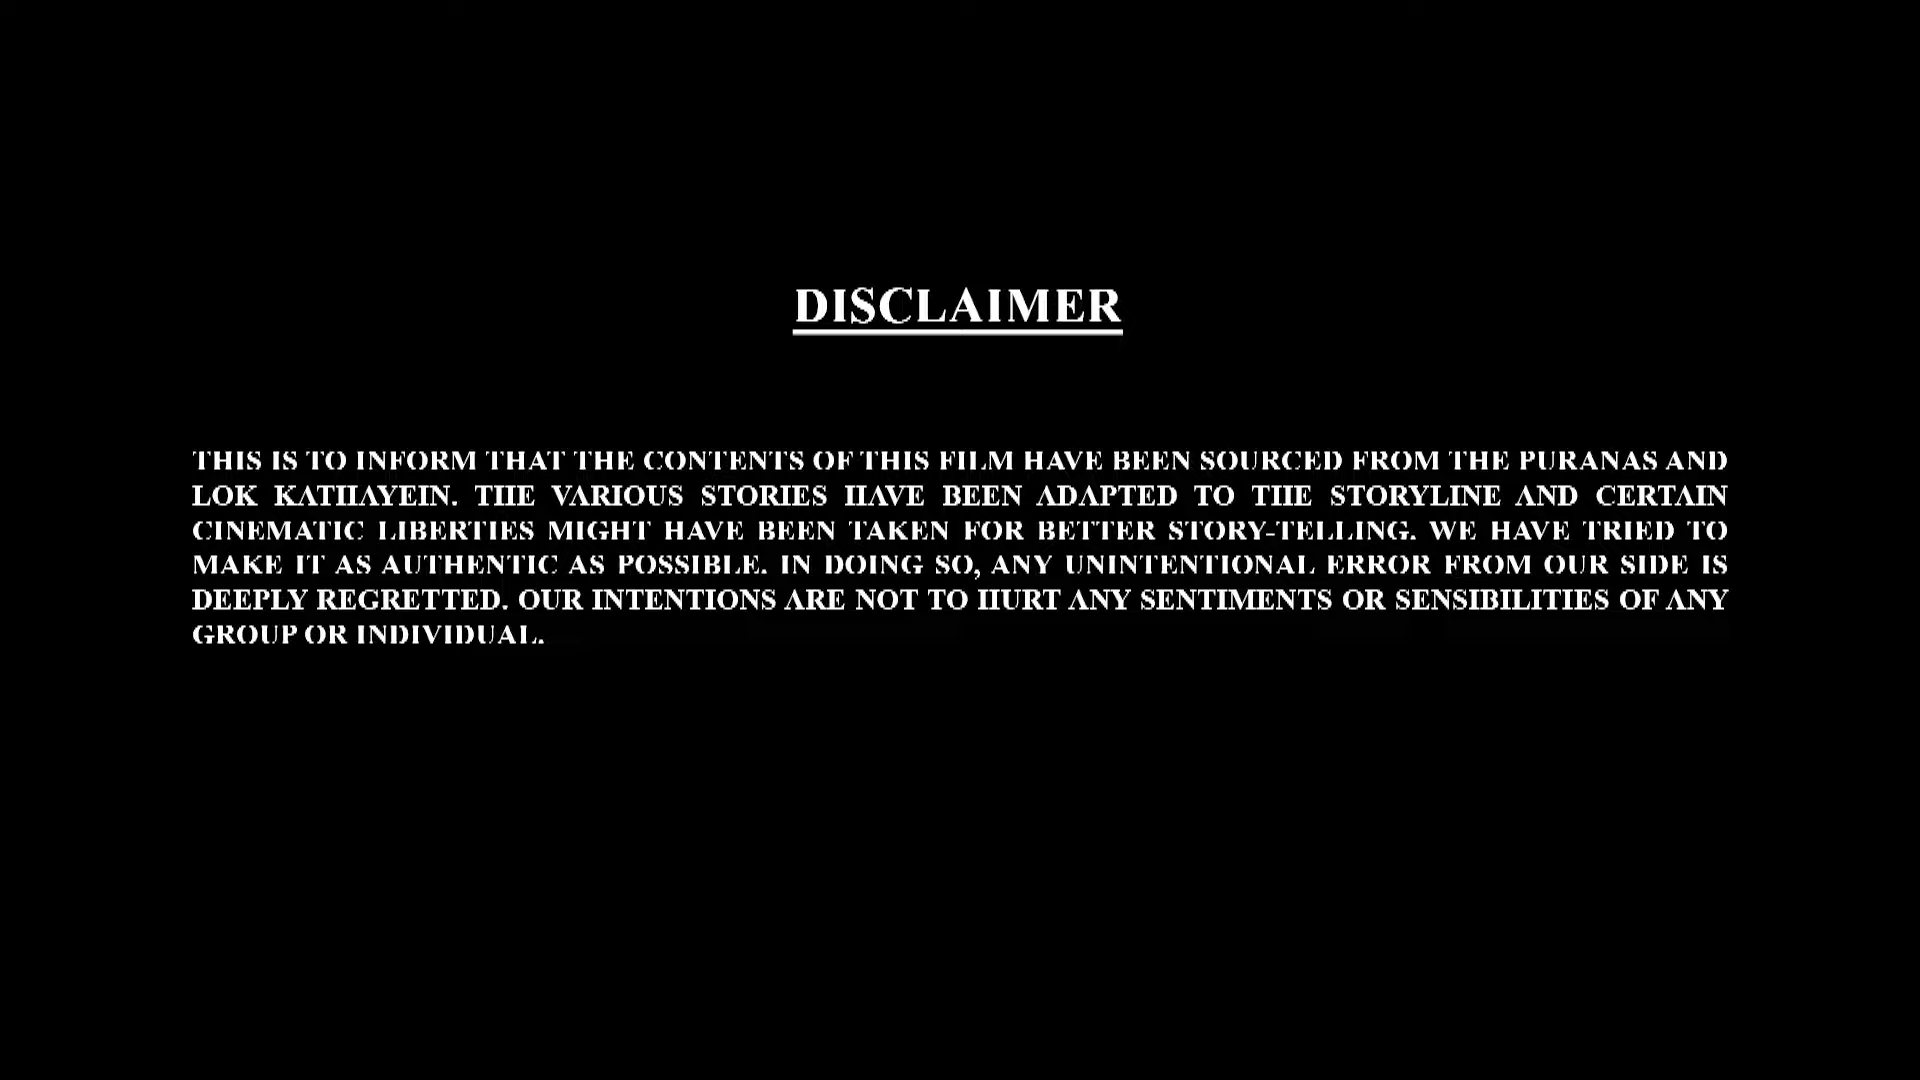 DISCLAIMER
THIS IS TO INFORM THAT THE CONTENTS OF THIS FILM HAVE BEEN SOURCED FROM THE PURANAS AND
LOK KATHAYEIN. THE VARIOUS STORIES HAVE BEEN ADAPTED TO THE STORYLINE AND CERTAIN
CINEMATIC LIBERTIES MIGHT HAVE BEEN TAKEN FOR BETTER STORY-TELLING. WE HAVE TRIED TO
MAKE IT AS AUTHENTIC AS POSSIBLE. IN DOING SO, ANY UNINTENTIONAL ERROR FROM OUR SIDE IS
DEEPLY REGRETTED. OUR INTENTIONS ARE NOT TO HURT ANY SENTIMENTS OR SENSIBILITIES OF ANY
GROUP OR INDIVIDUAL.